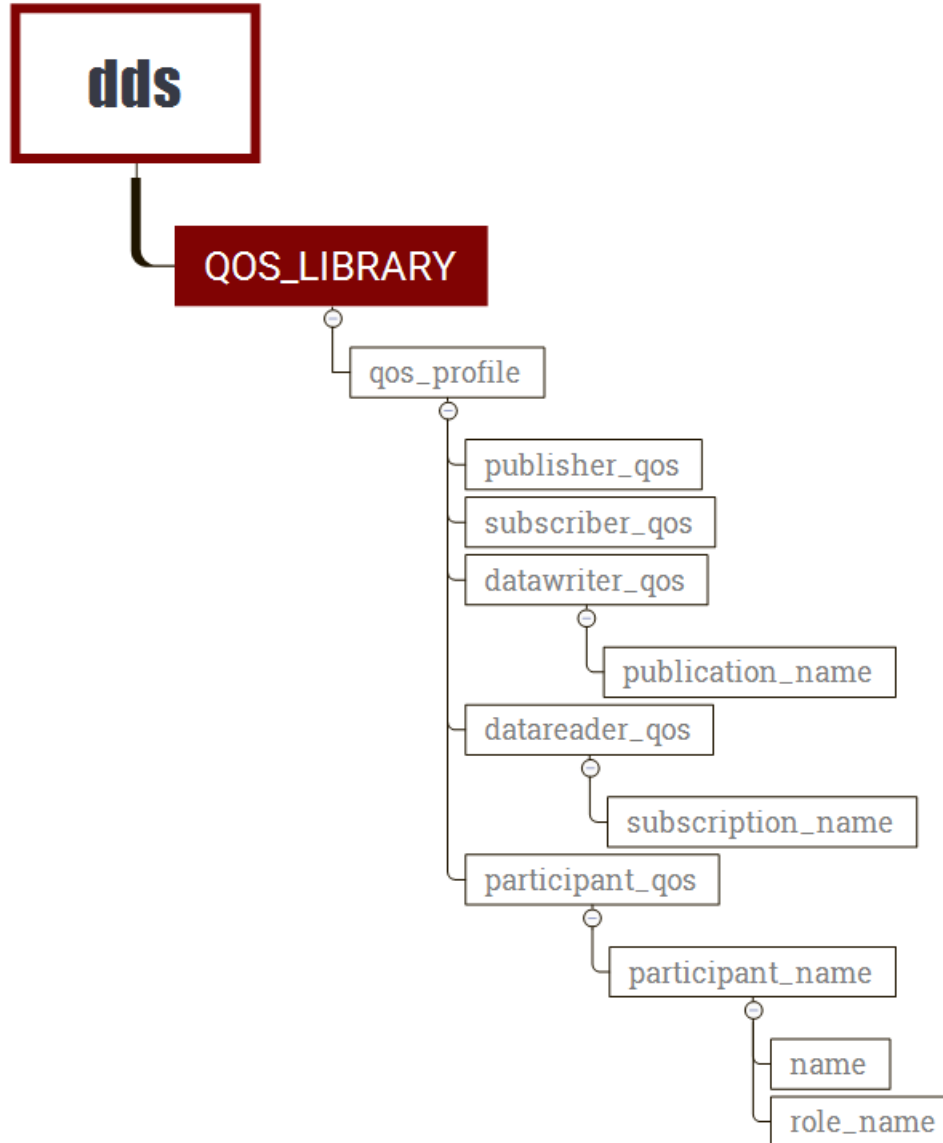 dds
QOS_LIBRARY
qos_profile
publisher_qos
subscriber_qos
datawriter_qos
publication_name
datareader_qos
subscription_name
participant_qos
participant_name
name
role_name